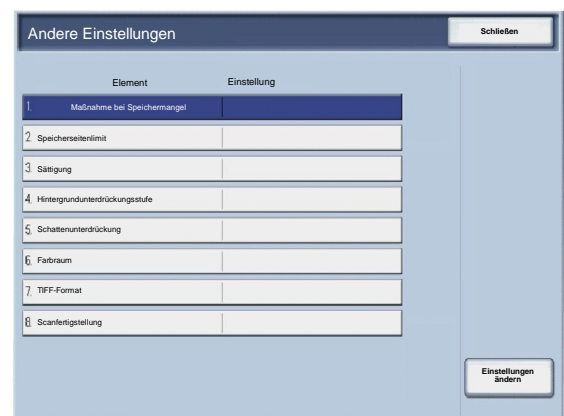 Andere Einstellungen
Schließen
Element Einstellung
1. Maßnahme bei Speichermangel
2. Speicherseitenlimit
3. Sättigung
4. Hintergrundunterdrückungsstufe
5. Schattenunterdrückung
6. Farbraum
7. TIFF-Format
8. Scanfertigstellung
Einstellungen
ändern